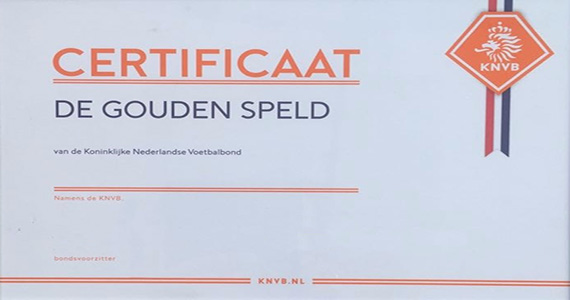 CERTIFICAAT
KNVB
DE GOUDEN SPELD
van de Koninklijke Nederlandse Voetbalbond
Namens de KNVB,
bondsvoorzitter
KNVB.NL